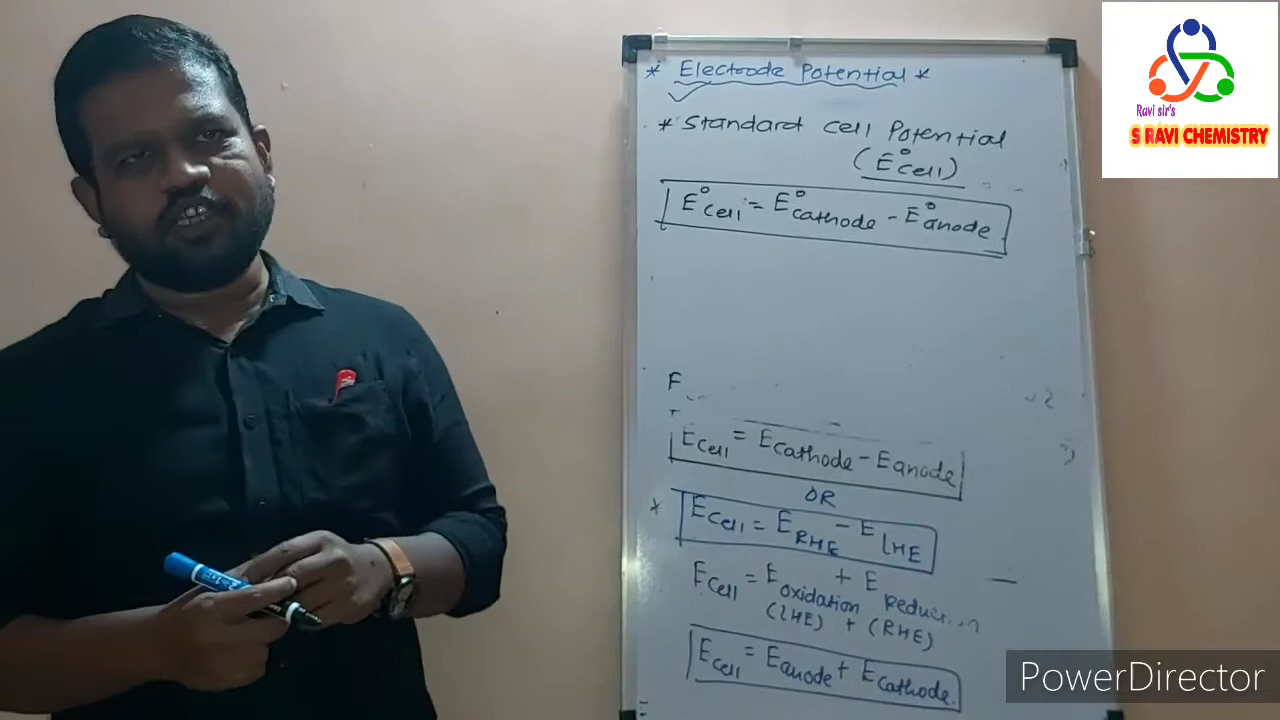 * Electrode Potential *
* Standard cell Potential
(E°cell)
E°cell = E°cathode - E°anode
F
Ecell = Ecathode - Eanode
OR
* Ecell = ERHE - ELHE
Ecell = Eoxidation + E
(LHE) + (RHE)
Ecell = Eanode + Ecathode
Ravi sir's
S RAVI CHEMISTRY
PowerDirector